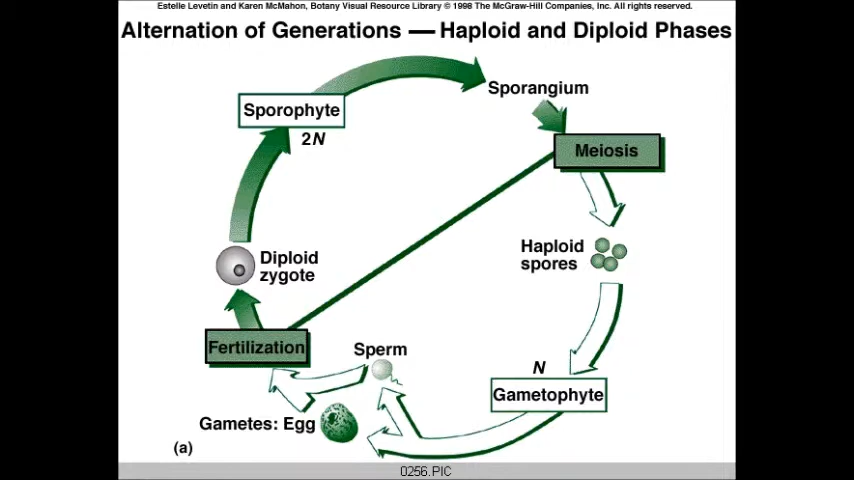 Estelle Levetin and Karen McMahon, Botany Visual Resource Library © 1998 The McGraw-Hill Companies, Inc. All rights reserved.
Alternation of Generations — Haploid and Diploid Phases
Sporangium
Sporophyte
2N
Meiosis
Haploid
spores
Diploid
zygote
Fertilization
Sperm
N
Gametophyte
Gametes: Egg
(a)
0256.PIC